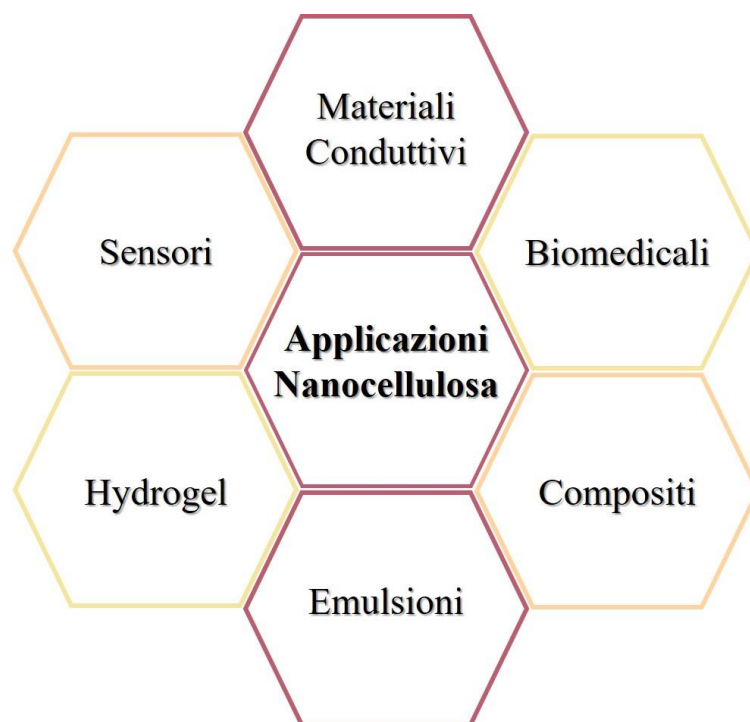 Materiali
Conduttivi
Sensori
Biomedicali
Applicazioni
Nanocellulosa
Hydrogel
Compositi
Emulsioni